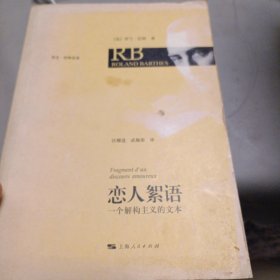 [法] 罗兰·巴特 著
RB
ROLAND BARTHES
汪耀进 武佩荣 译
Fragment d'un
discours amoureux
恋人絮语
一个解构主义的文本
上海人民出版社